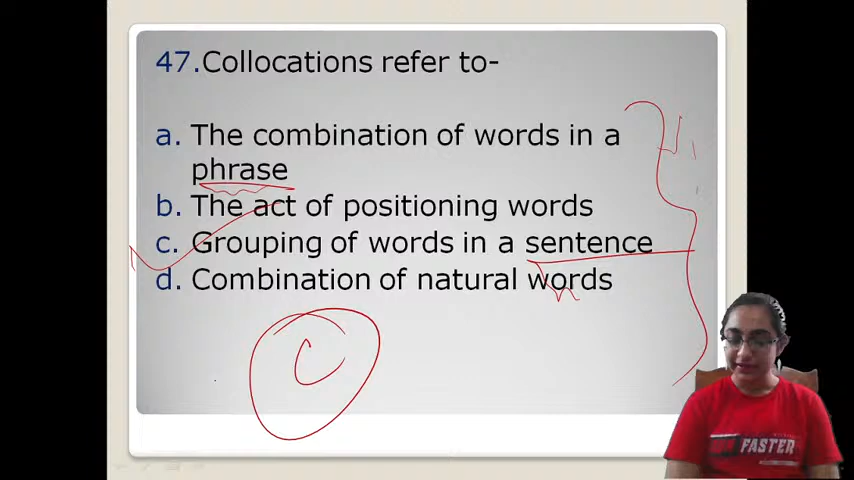 47.Collocations refer to-
a. The combination of words in a
phrase
b. The act of positioning words
c. Grouping of words in a sentence
d. Combination of natural words
C
FASTER